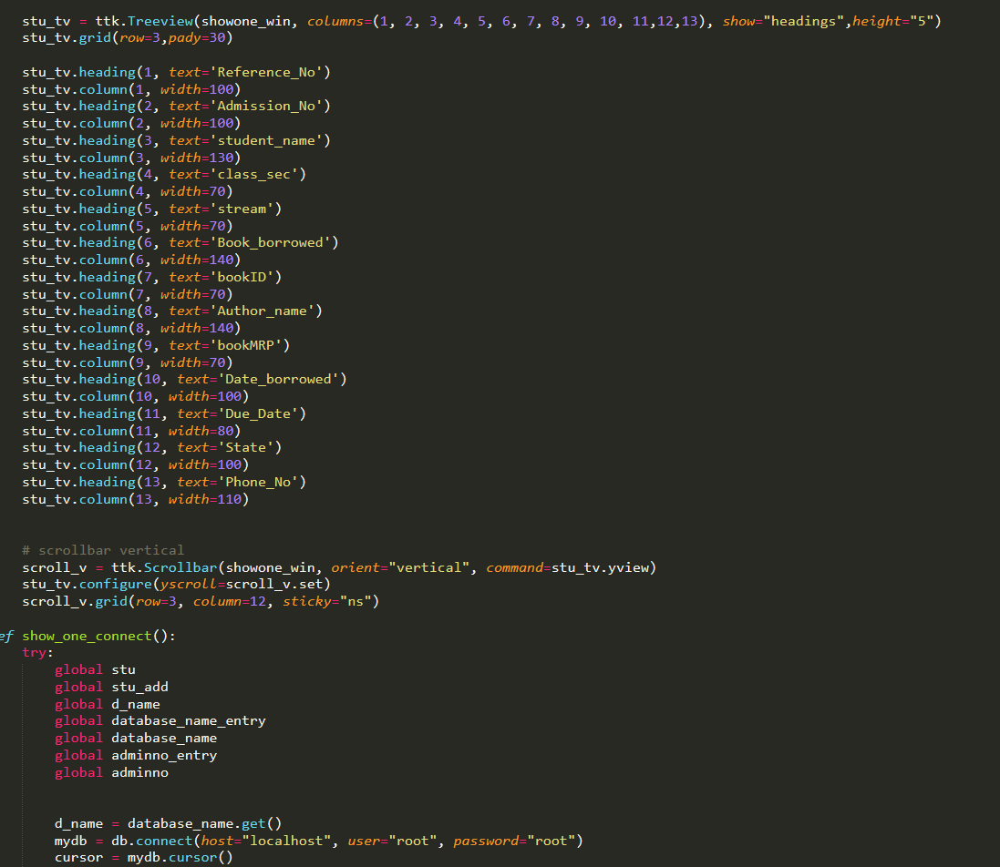 stu_tv = ttk.Treeview(showone_win, columns=(1, 2, 3, 4, 5, 6, 7, 8, 9, 10, 11,12,13), show="headings",height="5")
stu_tv.grid(row=3,pady=30)
stu_tv.heading(1, text='Reference_No')
stu_tv.column(1, width=100)
stu_tv.heading(2, text='Admission_No')
stu_tv.column(2, width=100)
stu_tv.heading(3, text='student_name')
stu_tv.column(3, width=130)
stu_tv.heading(4, text='class_sec')
stu_tv.column(4, width=70)
stu_tv.heading(5, text='stream')
stu_tv.column(5, width=70)
stu_tv.heading(6, text='Book_borrowed')
stu_tv.column(6, width=140)
stu_tv.heading(7, text='bookID')
stu_tv.column(7, width=70)
stu_tv.heading(8, text='Author_name')
stu_tv.column(8, width=140)
stu_tv.heading(9, text='bookMRP')
stu_tv.column(9, width=70)
stu_tv.heading(10, text='Date_borrowed')
stu_tv.column(10, width=100)
stu_tv.heading(11, text='Due_Date')
stu_tv.column(11, width=80)
stu_tv.heading(12, text='State')
stu_tv.column(12, width=100)
stu_tv.heading(13, text='Phone_No')
stu_tv.column(13, width=110)
# scrollbar vertical
scroll_v = ttk.Scrollbar(showone_win, orient="vertical", command=stu_tv.yview)
stu_tv.configure(yscroll=scroll_v.set)
scroll_v.grid(row=3, column=12, sticky="ns")
ef show_one_connect():
try:
global stu
global stu_add
global d_name
global database_name_entry
global database_name
global adminno_entry
global adminno
d_name = database_name.get()
mydb = db.connect(host="localhost", user="root", password="root")
cursor = mydb.cursor()